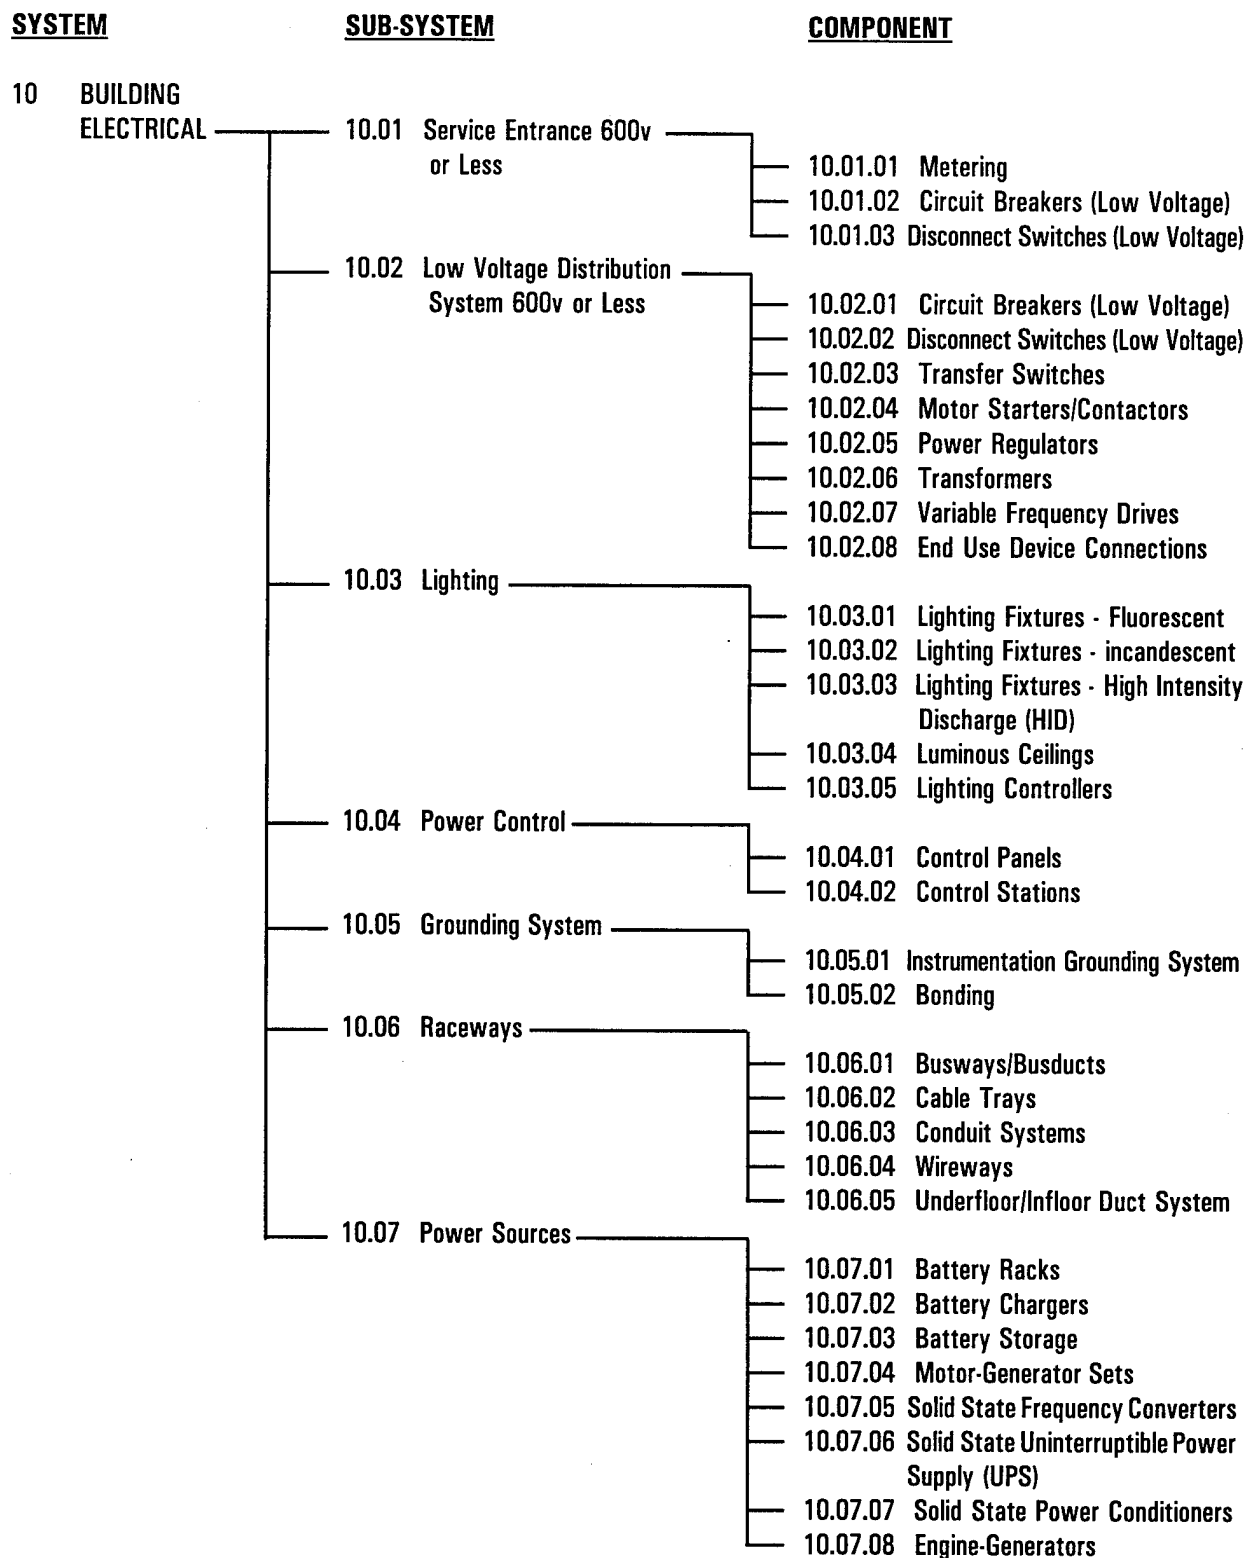 SYSTEM SUB-SYSTEM COMPONENT
10 BUILDING
ELECTRICAL 10.01 Service Entrance 600v
or Less
10.01.01 Metering
10.01.02 Circuit Breakers (Low Voltage)
10.01.03 Disconnect Switches (Low Voltage)
10.02 Low Voltage Distribution
System 600v or Less
10.02.01 Circuit Breakers (Low Voltage)
10.02.02 Disconnect Switches (Low Voltage)
10.02.03 Transfer Switches
10.02.04 Motor Starters/Contactors
10.02.05 Power Regulators
10.02.06 Transformers
10.02.07 Variable Frequency Drives
10.02.08 End Use Device Connections
10.03 Lighting
10.03.01 Lighting Fixtures - Fluorescent
10.03.02 Lighting Fixtures - incandescent
10.03.03 Lighting Fixtures - High Intensity
Discharge (HID)
10.03.04 Luminous Ceilings
10.03.05 Lighting Controllers
10.04 Power Control
10.04.01 Control Panels
10.04.02 Control Stations
10.05 Grounding System
10.05.01 Instrumentation Grounding System
10.05.02 Bonding
10.06 Raceways
10.06.01 Busways/Busducts
10.06.02 Cable Trays
10.06.03 Conduit Systems
10.06.04 Wireways
10.06.05 Underfloor/Infloor Duct System
10.07 Power Sources
10.07.01 Battery Racks
10.07.02 Battery Chargers
10.07.03 Battery Storage
10.07.04 Motor-Generator Sets
10.07.05 Solid State Frequency Converters
10.07.06 Solid State Uninterruptible Power
Supply (UPS)
10.07.07 Solid State Power Conditioners
10.07.08 Engine-Generators